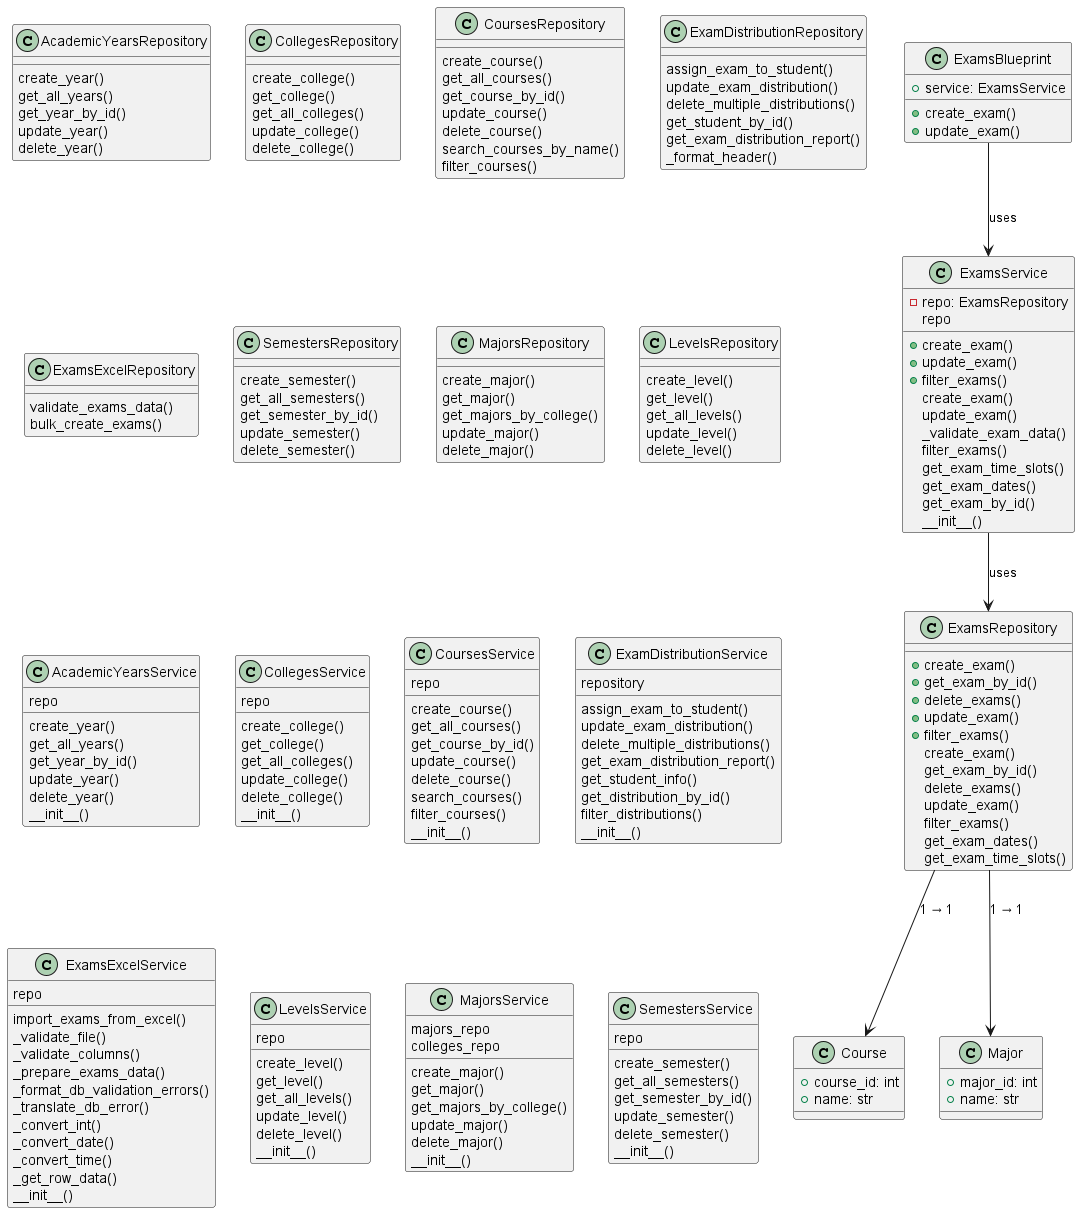 C AcademicYearsRepository
create_year()
get_all_years()
get_year_by_id()
update_year()
delete_year()
C CollegesRepository
create_college()
get_college()
get_all_colleges()
update_college()
delete_college()
C CoursesRepository
create_course()
get_all_courses()
get_course_by_id()
update_course()
delete_course()
search_courses_by_name()
filter_courses()
C ExamDistributionRepository
assign_exam_to_student()
update_exam_distribution()
delete_multiple_distributions()
get_student_by_id()
get_exam_distribution_report()
_format_header()
C ExamsBlueprint
service: ExamsService
create_exam()
update_exam()
uses
C ExamsExcelRepository
validate_exams_data()
bulk_create_exams()
C SemestersRepository
create_semester()
get_all_semesters()
get_semester_by_id()
update_semester()
delete_semester()
C MajorsRepository
create_major()
get_major()
get_majors_by_college()
update_major()
delete_major()
C LevelsRepository
create_level()
get_level()
get_all_levels()
update_level()
delete_level()
C ExamsService
repo: ExamsRepository
repo
create_exam()
update_exam()
filter_exams()
create_exam()
update_exam()
_validate_exam_data()
filter_exams()
get_exam_time_slots()
get_exam_dates()
get_exam_by_id()
__init__()
uses
C AcademicYearsService
repo
create_year()
get_all_years()
get_year_by_id()
update_year()
delete_year()
__init__()
C CollegesService
repo
create_college()
get_college()
get_all_colleges()
update_college()
delete_college()
__init__()
C CoursesService
repo
create_course()
get_all_courses()
get_course_by_id()
update_course()
delete_course()
search_courses()
filter_courses()
__init__()
C ExamDistributionService
repository
assign_exam_to_student()
update_exam_distribution()
delete_multiple_distributions()
get_exam_distribution_report()
get_student_info()
get_distribution_by_id()
filter_distributions()
__init__()
C ExamsRepository
create_exam()
get_exam_by_id()
delete_exams()
update_exam()
filter_exams()
create_exam()
get_exam_by_id()
delete_exams()
update_exam()
filter_exams()
get_exam_dates()
get_exam_time_slots()
1 → 1
1 → 1
C ExamsExcelService
repo
import_exams_from_excel()
_validate_file()
_validate_columns()
_prepare_exams_data()
_format_db_validation_errors()
_translate_db_error()
_convert_int()
_convert_date()
_convert_time()
_get_row_data()
__init__()
C LevelsService
repo
create_level()
get_level()
get_all_levels()
update_level()
delete_level()
__init__()
C MajorsService
majors_repo
colleges_repo
create_major()
get_major()
get_majors_by_college()
update_major()
delete_major()
__init__()
C SemestersService
repo
create_semester()
get_all_semesters()
get_semester_by_id()
update_semester()
delete_semester()
__init__()
C Course
course_id: int
name: str
C Major
major_id: int
name: str